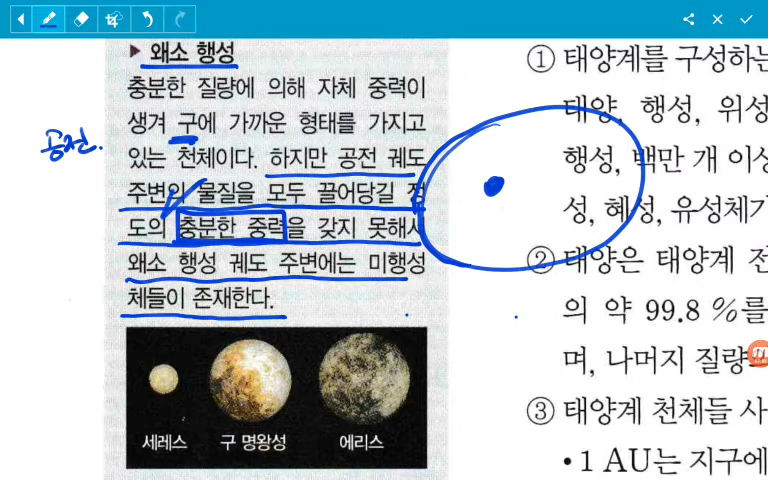 ▶ 왜소 행성
충분한 질량에 의해 자체 중력이
생겨 구에 가까운 형태를 가지고
있는 천체이다. 하지만 공전 궤도
주변의 물질을 모두 끌어당길 정
도의 충분한 중력을 갖지 못해서
왜소 행성 궤도 주변에는 미행성
체들이 존재한다.
세레스 구 명왕성 에리스
공전.
① 태양계를 구성하는
태양, 행성, 위성
행성, 백만 개 이상
성, 혜성, 유성체가
② 태양은 태양계 전
의 약 99.8 %를
며, 나머지 질량
③ 태양계 천체들 사
• 1 AU는 지구에